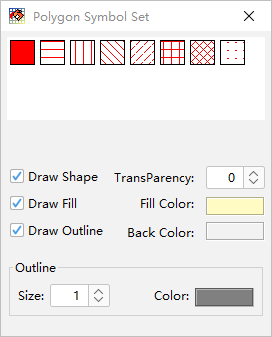 Polygon Symbol Set
Draw Shape TransParency: 0
Draw Fill Fill Color:
Draw Outline Back Color:
Outline
Size: 1 Color: